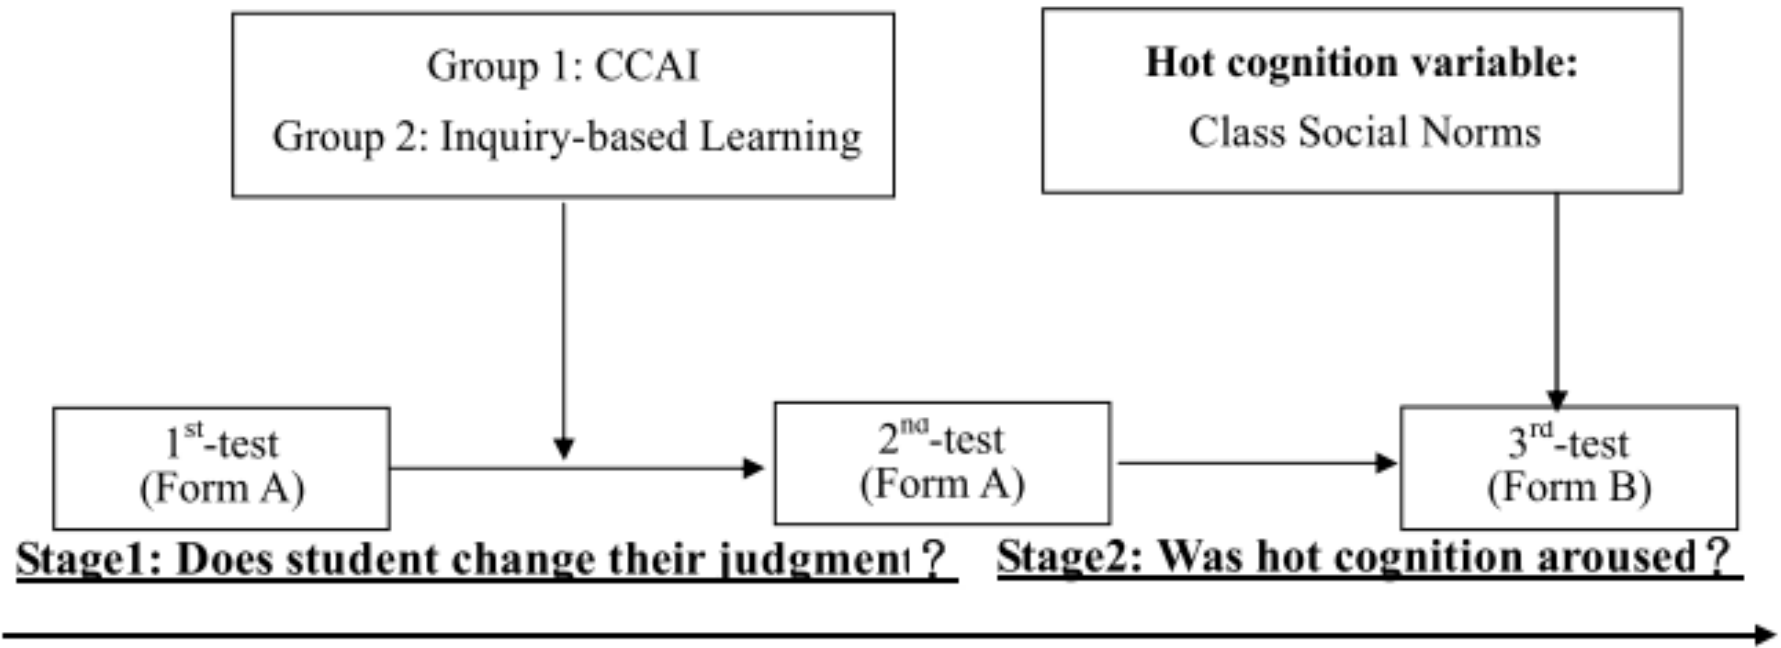 Group 1: CCAI
Group 2: Inquiry-based Learning
Hot cognition variable:
Class Social Norms
1st-test
(Form A)
2nd-test
(Form A)
3rd-test
(Form B)
Stage1: Does student change their judgment?
Stage2: Was hot cognition aroused?